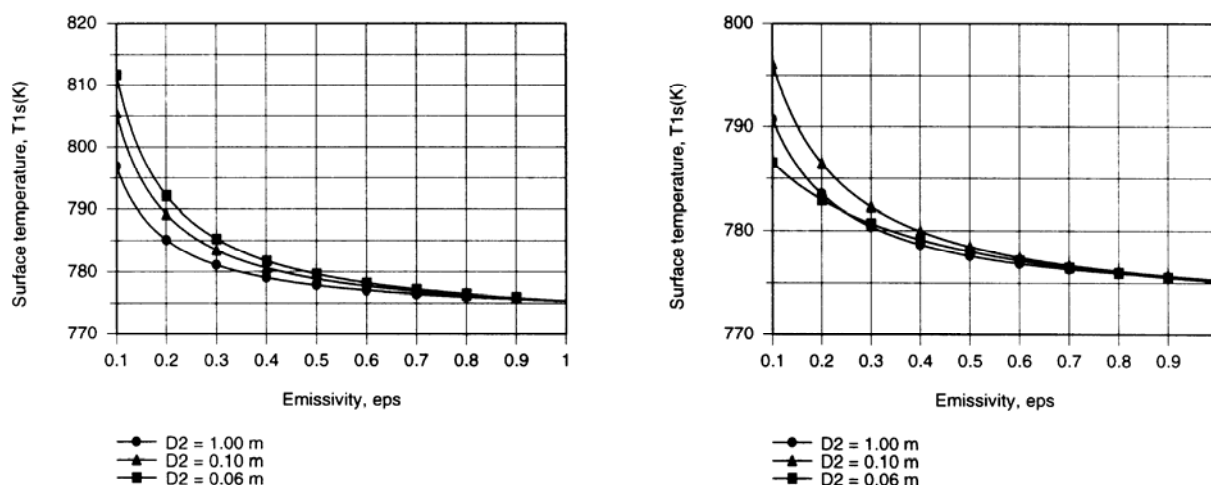 Surface temperature, T1s(K)
820
810
800
790
780
770
0.1 0.2 0.3 0.4 0.5 0.6 0.7 0.8 0.9 1
Emissivity, eps
D2 = 1.00 m
D2 = 0.10 m
D2 = 0.06 m
Surface temperature, T1s(K)
800
790
780
770
0.1 0.2 0.3 0.4 0.5 0.6 0.7 0.8 0.9
Emissivity, eps
D2 = 1.00 m
D2 = 0.10 m
D2 = 0.06 m